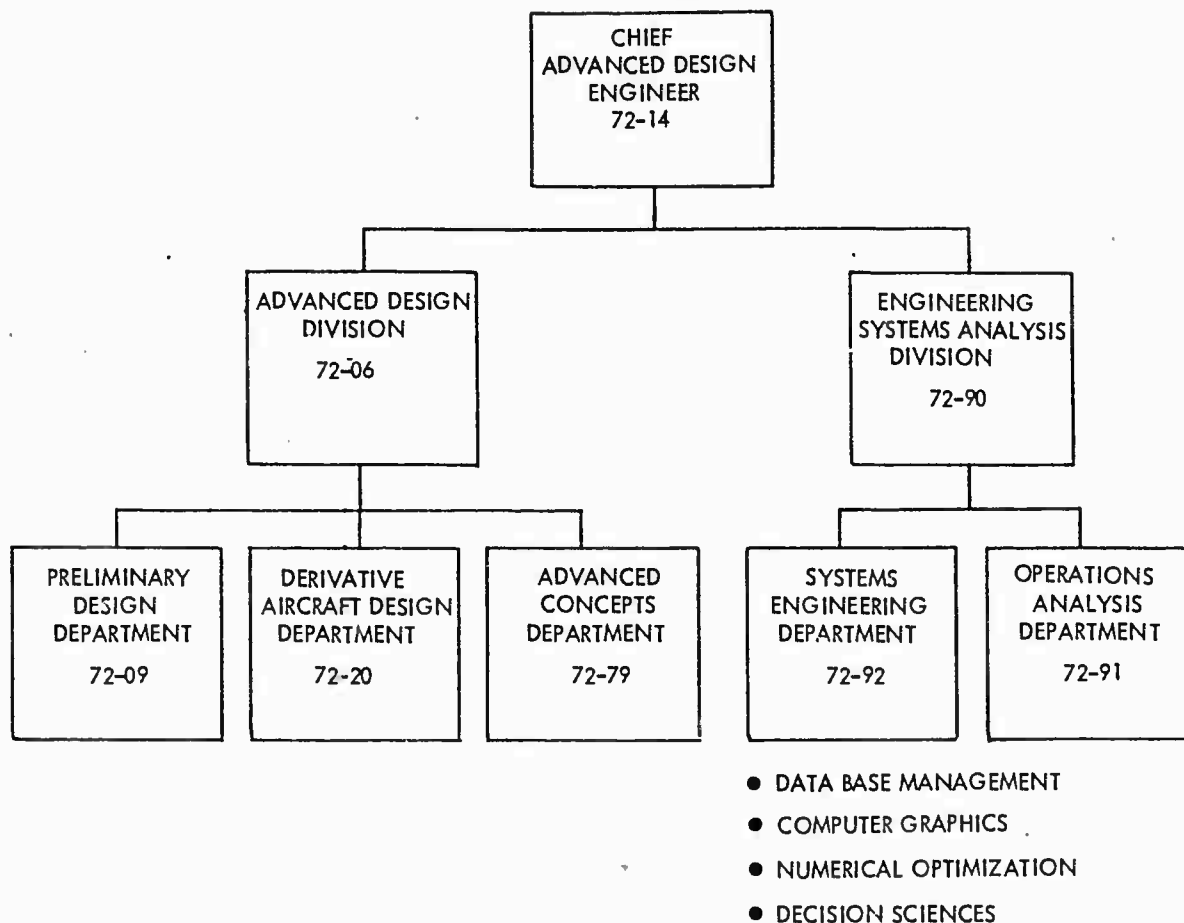 CHIEF
ADVANCED DESIGN
ENGINEER
72-14
ADVANCED DESIGN
DIVISION
72-06
ENGINEERING
SYSTEMS ANALYSIS
DIVISION
72-90
PRELIMINARY
DESIGN
DEPARTMENT
72-09
DERIVATIVE
AIRCRAFT DESIGN
DEPARTMENT
72-20
ADVANCED
CONCEPTS
DEPARTMENT
72-79
SYSTEMS
ENGINEERING
DEPARTMENT
72-92
OPERATIONS
ANALYSIS
DEPARTMENT
72-91
● DATA BASE MANAGEMENT
● COMPUTER GRAPHICS
● NUMERICAL OPTIMIZATION
● DECISION SCIENCES